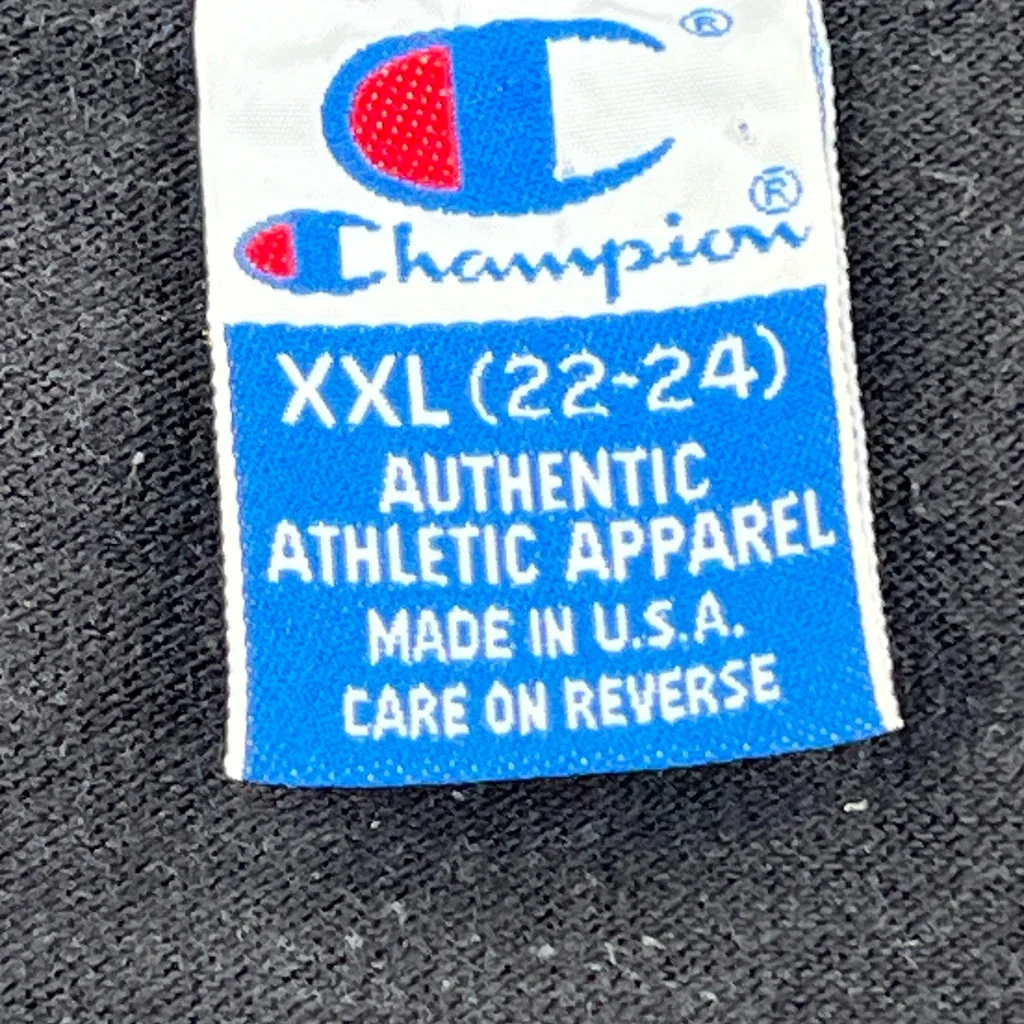 ®
®
Champion
XXL (22-24)
AUTHENTIC
ATHLETIC APPAREL
MADE IN U.S.A.
CARE ON REVERSE